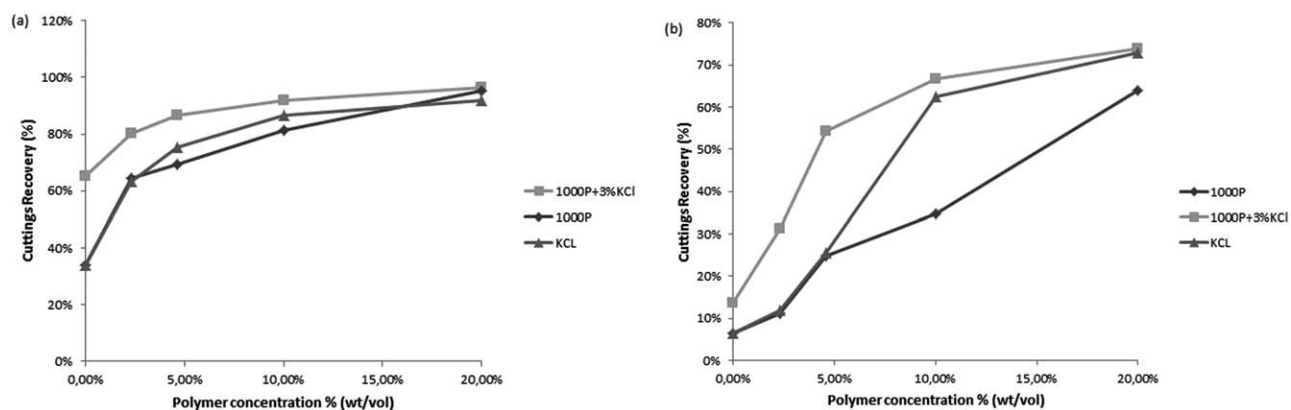 (a)
120%
100%
80%
60%
40%
20%
0%
Cuttings Recovery (%)
0,00% 5,00% 10,00% 15,00% 20,00%
Polymer concentration % (wt/vol)
1000P+3%KCl
1000P
KCL
(b)
80%
70%
60%
50%
40%
30%
20%
10%
0%
Cuttings Recovery (%)
0,00% 5,00% 10,00% 15,00% 20,00%
Polymer concentration % (wt/vol)
1000P
1000P+3%KCl
KCL